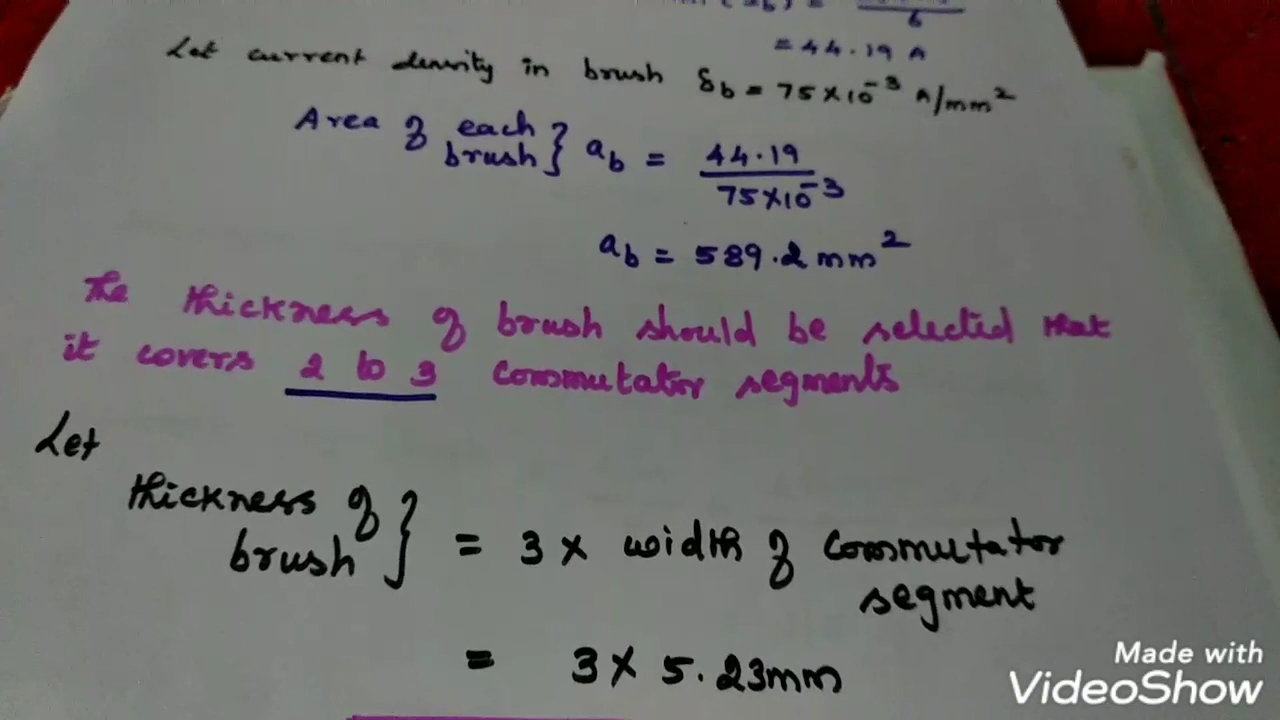 6
= 44.19 A
Let current density in brush δb = 75×10⁻³ A/mm²
Area of each brush } ab = 44.19 / 75×10⁻³
ab = 589.2 mm²
The thickness of brush should be selected that
it covers 2 to 3 commutator segments
Let
thickness of brush } = 3 × width of commutator
segment
= 3 × 5.23mm
Made with
VideoShow